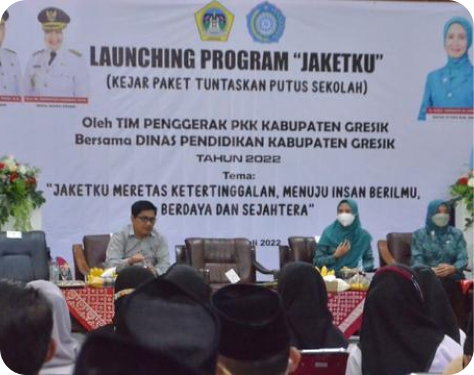 LAUNCHING PROGRAM "JAKETKU"
(KEJAR PAKET TUNTASKAN PUTUS SEKOLAH)
Oleh TIM PENGGERAK PKK KABUPATEN GRESIK
Bersama DINAS PENDIDIKAN KABUPATEN GRESIK
TAHUN 2022
Tema:
"JAKETKU MERETAS KETERTINGGALAN, MENUJU INSAN BERILMU,
BERDAYA DAN SEJAHTERA"
2022